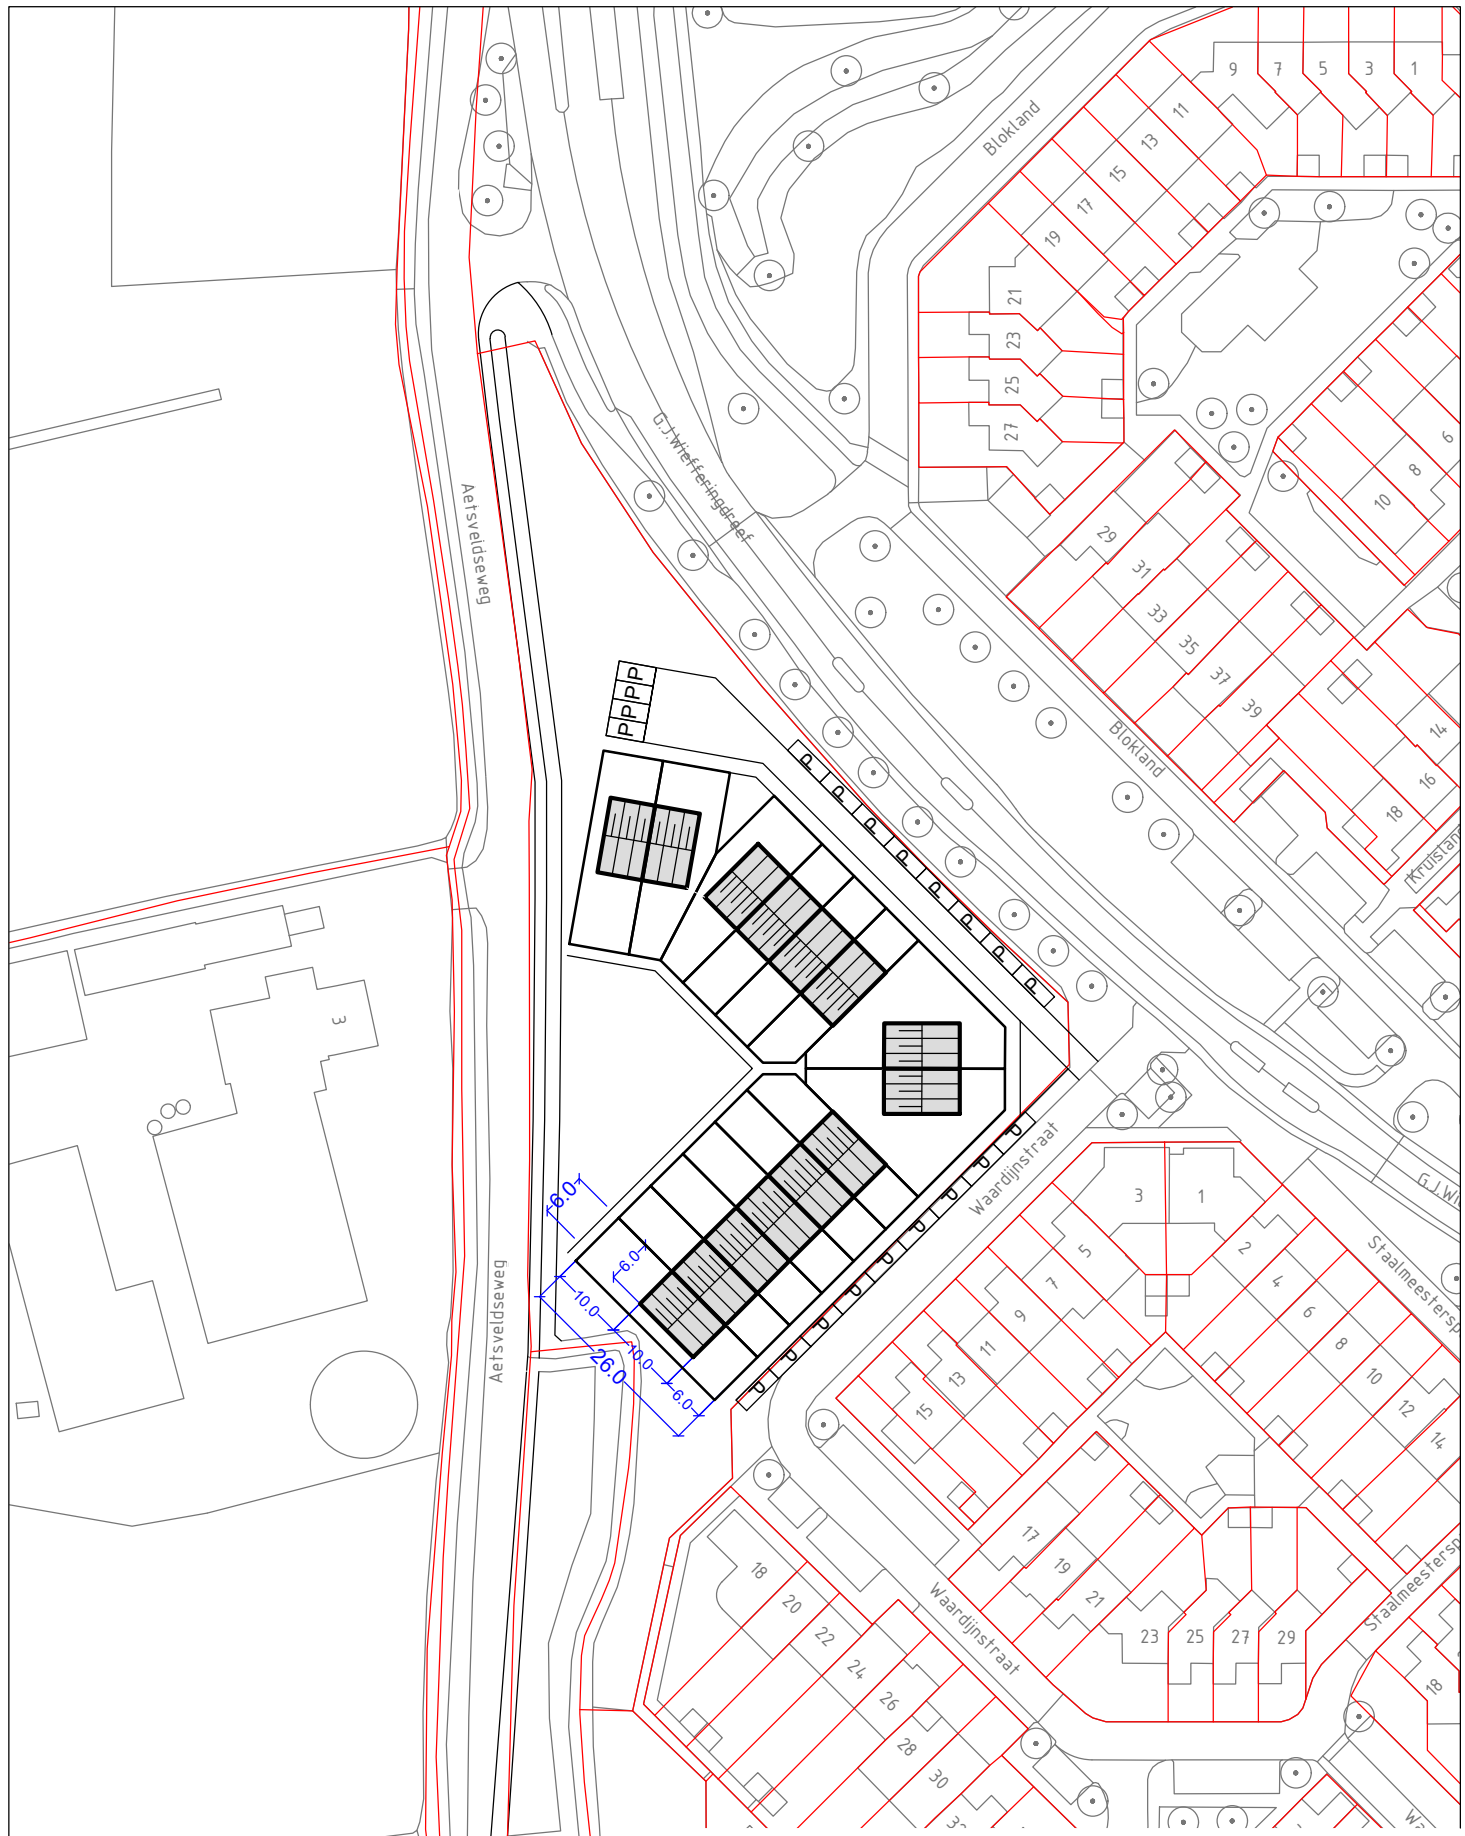 Blokland
9
7
5
3
1
11
13
15
17
19
21
23
25
27
G.J.Wiefferingdreef
Aetsveldseweg
6
8
10
29
31
33
35
37
39
Blokland
14
16
18
P
P
P
P
P
P
P
P
P
P
P
P
3
Waardijnstraat
P
P
P
P
P
P
P
P
P
3
1
5
7
9
11
13
15
2
4
6
8
10
12
14
Staalmeestersp
G.J.Wi
6.0
6.0
10.0
10.0
26.0
6.0
Aetsveldseweg
17
19
21
23
25
27
29
Staalmeestersp
18
Waardijnstraat
18
20
22
24
26
28
30